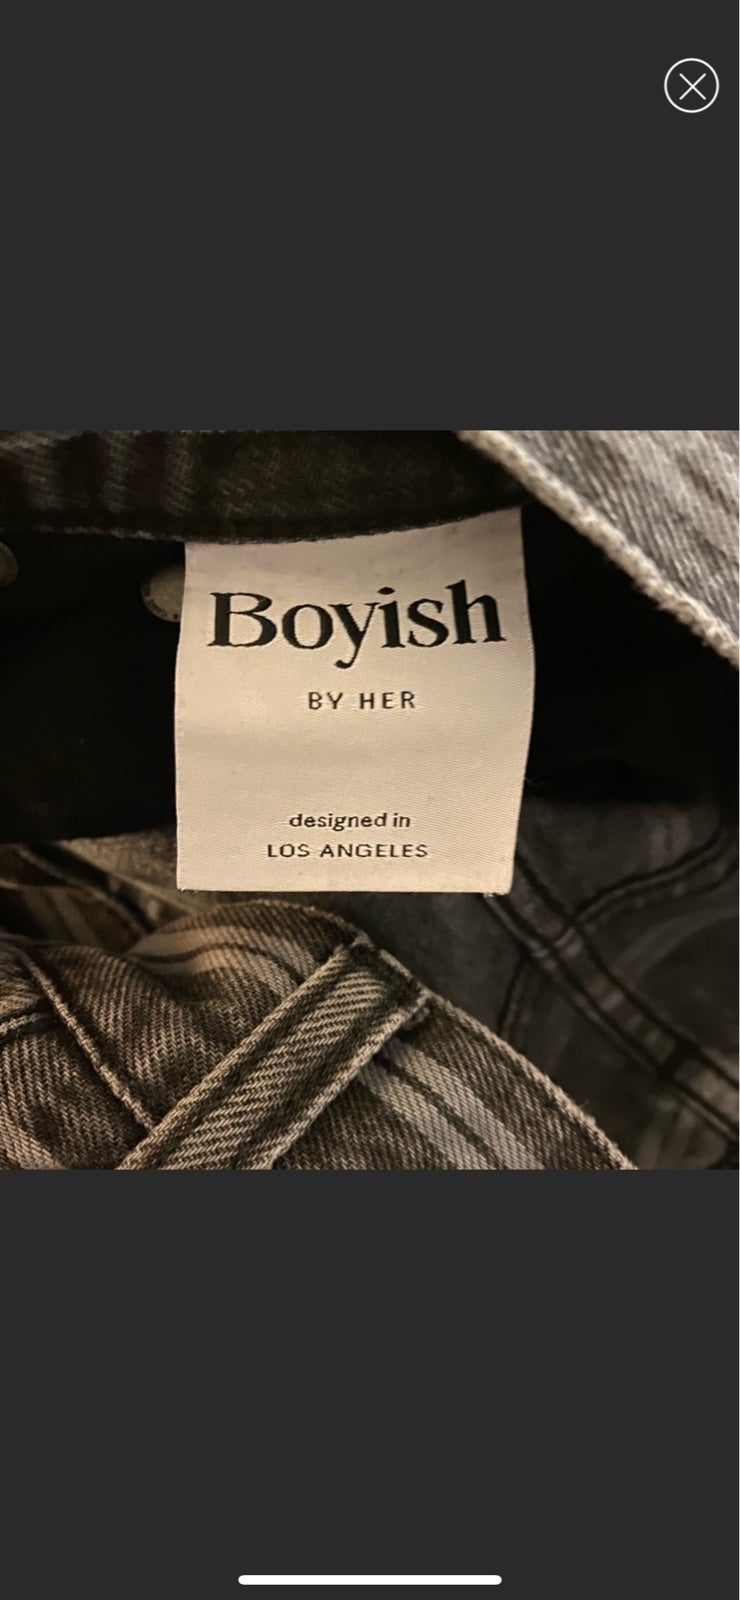 Boyish
BY HER
designed in
LOS ANGELES